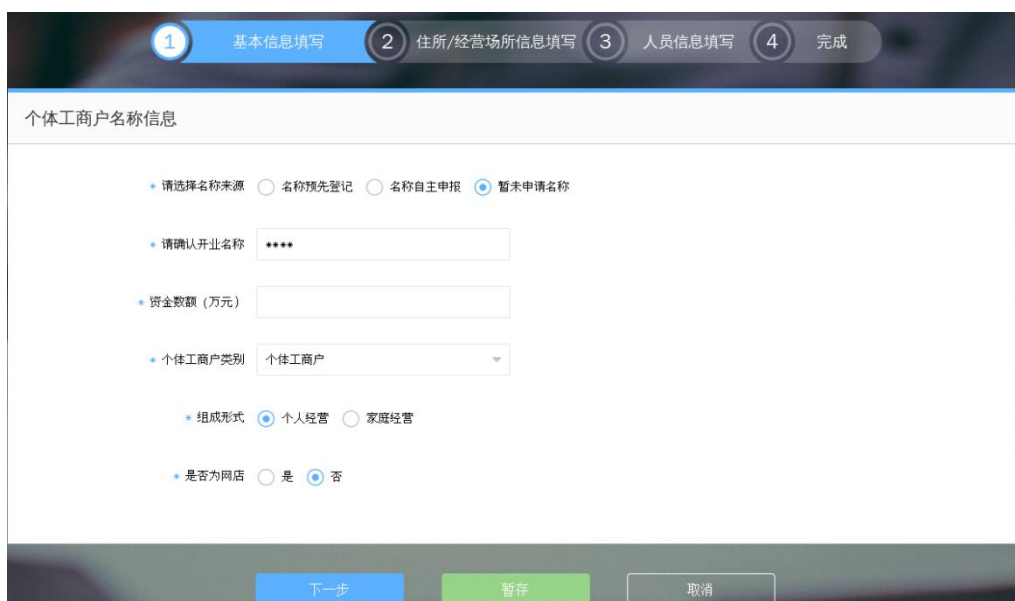 1 基本信息填写 2 住所/经营场所信息填写 3 人员信息填写 4 完成
个体工商户名称信息
* 请选择名称来源 名称预先登记 名称自主申报 暂未申请名称
* 请确认开业名称 ****
* 资金数额（万元）
* 个体工商户类别 个体工商户
* 组成形式 个人经营 家庭经营
* 是否为网店 是 否
下一步 暂存 取消